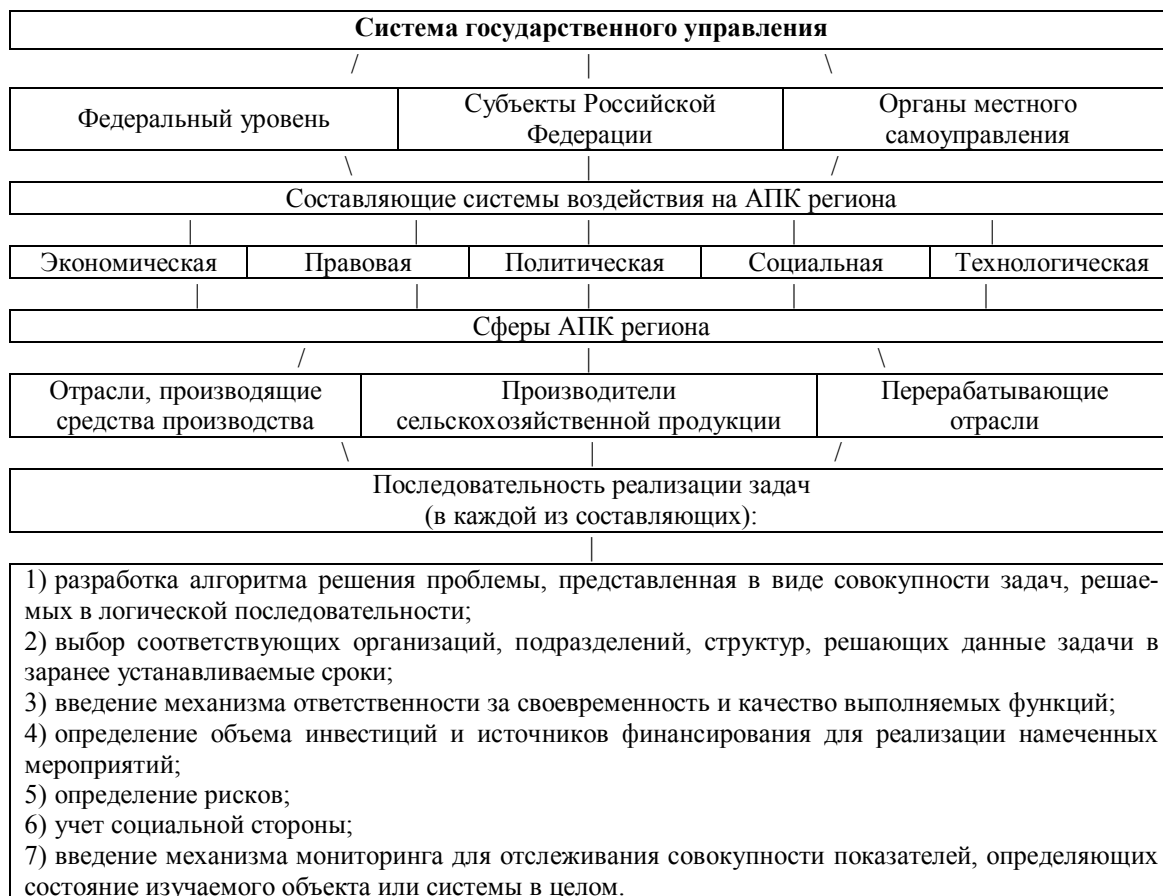 Система государственного управления
Федеральный уровень
Субъекты Российской
Федерации
Органы местного
самоуправления
Составляющие системы воздействия на АПК региона
Экономическая
Правовая
Политическая
Социальная
Технологическая
Сферы АПК региона
Отрасли, производящие
средства производства
Производители
сельскохозяйственной продукции
Перерабатывающие
отрасли
Последовательность реализации задач
(в каждой из составляющих):
1) разработка алгоритма решения проблемы, представленная в виде совокупности задач, решае-
мых в логической последовательности;
2) выбор соответствующих организаций, подразделений, структур, решающих данные задачи в
заранее устанавливаемые сроки;
3) введение механизма ответственности за своевременность и качество выполняемых функций;
4) определение объема инвестиций и источников финансирования для реализации намеченных
мероприятий;
5) определение рисков;
6) учет социальной стороны;
7) введение механизма мониторинга для отслеживания совокупности показателей, определяющих
состояние изучаемого объекта или системы в целом.